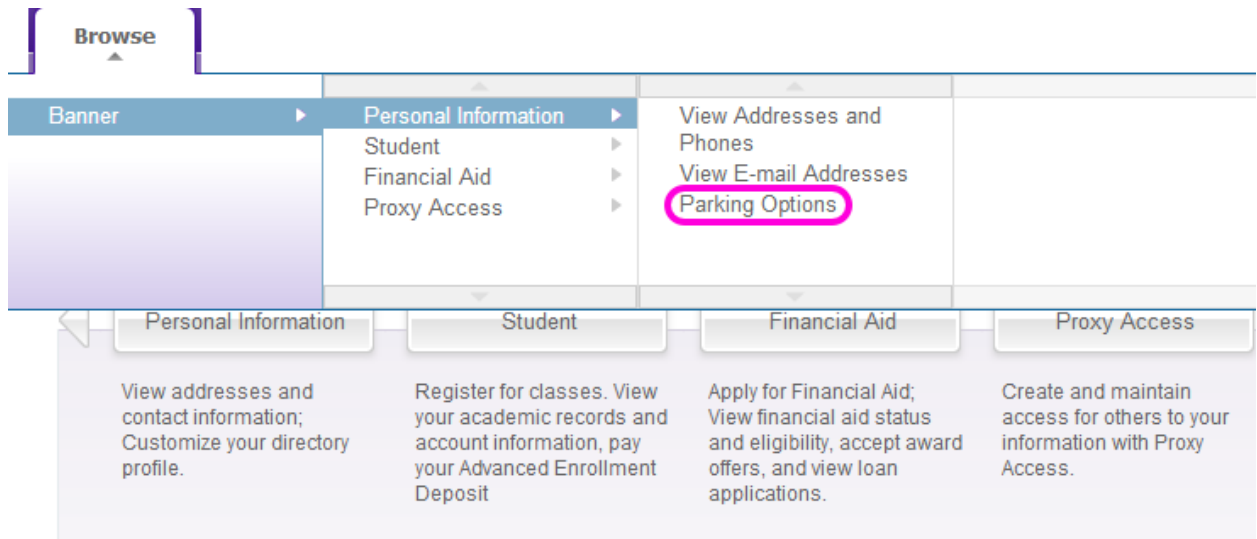 Browse
Banner
Personal Information
Student
Financial Aid
Proxy Access
View Addresses and
Phones
View E-mail Addresses
Parking Options
Personal Information
View addresses and
contact information;
Customize your directory
profile.
Student
Register for classes. View
your academic records and
account information, pay
your Advanced Enrollment
Deposit
Financial Aid
Apply for Financial Aid;
View financial aid status
and eligibility, accept award
offers, and view loan
applications.
Proxy Access
Create and maintain
access for others to your
information with Proxy
Access.